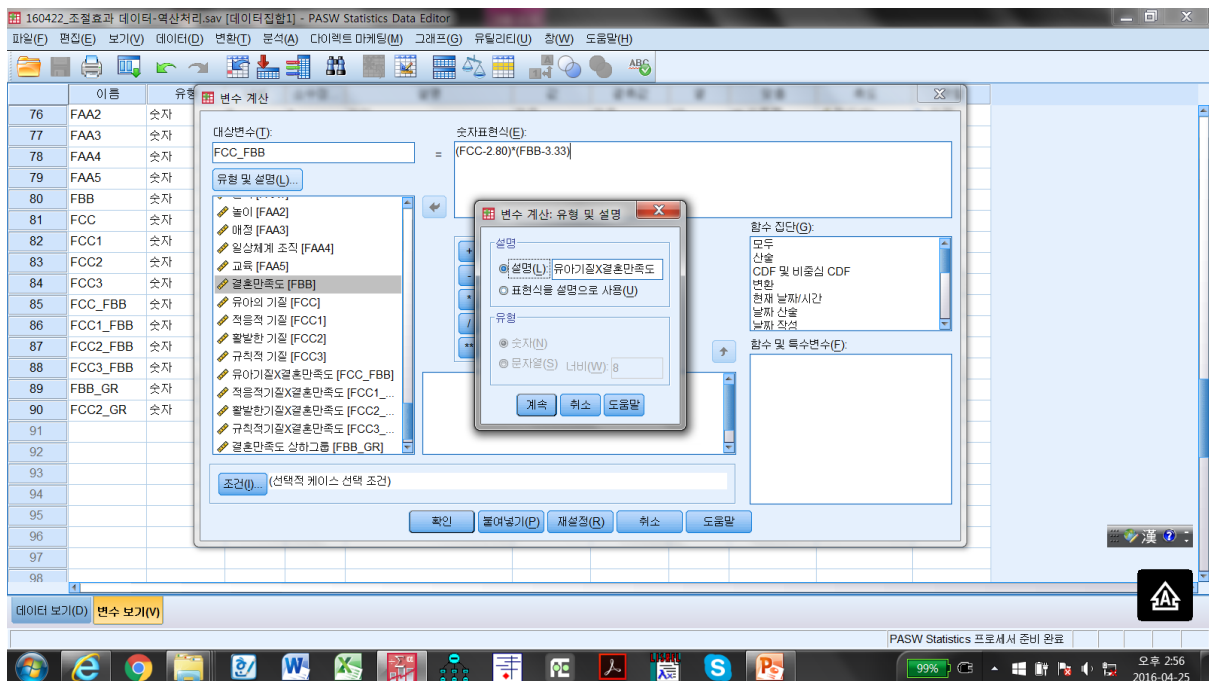 160422_조절효과 데이터-역산처리.sav [데이터집합1] - PASW Statistics Data Editor
파일(F) 편집(E) 보기(V) 데이터(D) 변환(T) 분석(A) 다이렉트 마케팅(M) 그래프(G) 유틸리티(U) 창(W) 도움말(H)
이름 유형
76 FAA2 숫자
77 FAA3 숫자
78 FAA4 숫자
79 FAA5 숫자
80 FBB 숫자
81 FCC 숫자
82 FCC1 숫자
83 FCC2 숫자
84 FCC3 숫자
85 FCC_FBB 숫자
86 FCC1_FBB 숫자
87 FCC2_FBB 숫자
88 FCC3_FBB 숫자
89 FBB_GR 숫자
90 FCC2_GR 숫자
91
92
93
94
95
96
97
98
변수 계산
대상변수(T):
FCC_FBB
=
숫자표현식(E):
(FCC-2.80)*(FBB-3.33)
유형 및 설명(L)...
놀이 [FAA2]
애정 [FAA3]
일상체계 조직 [FAA4]
교육 [FAA5]
결혼만족도 [FBB]
유아의 기질 [FCC]
적응적 기질 [FCC1]
활발한 기질 [FCC2]
규칙적 기질 [FCC3]
유아기질X결혼만족도 [FCC_FBB]
적응적기질X결혼만족도 [FCC1_...
활발한기질X결혼만족도 [FCC2_...
규칙적기질X결혼만족도 [FCC3_...
결혼만족도 상하그룹 [FBB_GR]
+
-
*
/
**
변수 계산: 유형 및 설명
설명
설명(L): 유아기질X결혼만족도
표현식을 설명으로 사용(U)
유형
숫자(N)
문자열(S) 너비(W): 8
계속 취소 도움말
함수 집단(G):
모두
산술
CDF 및 비중심 CDF
변환
현재 날짜/시간
날짜 산술
날짜 작성
함수 및 특수변수(F):
조건(I)... (선택적 케이스 선택 조건)
확인 붙여넣기(P) 재설정(R) 취소 도움말
漢
데이터 보기(D) 변수 보기(V)
PASW Statistics 프로세서 준비 완료
99%
오후 2:56
2016-04-25